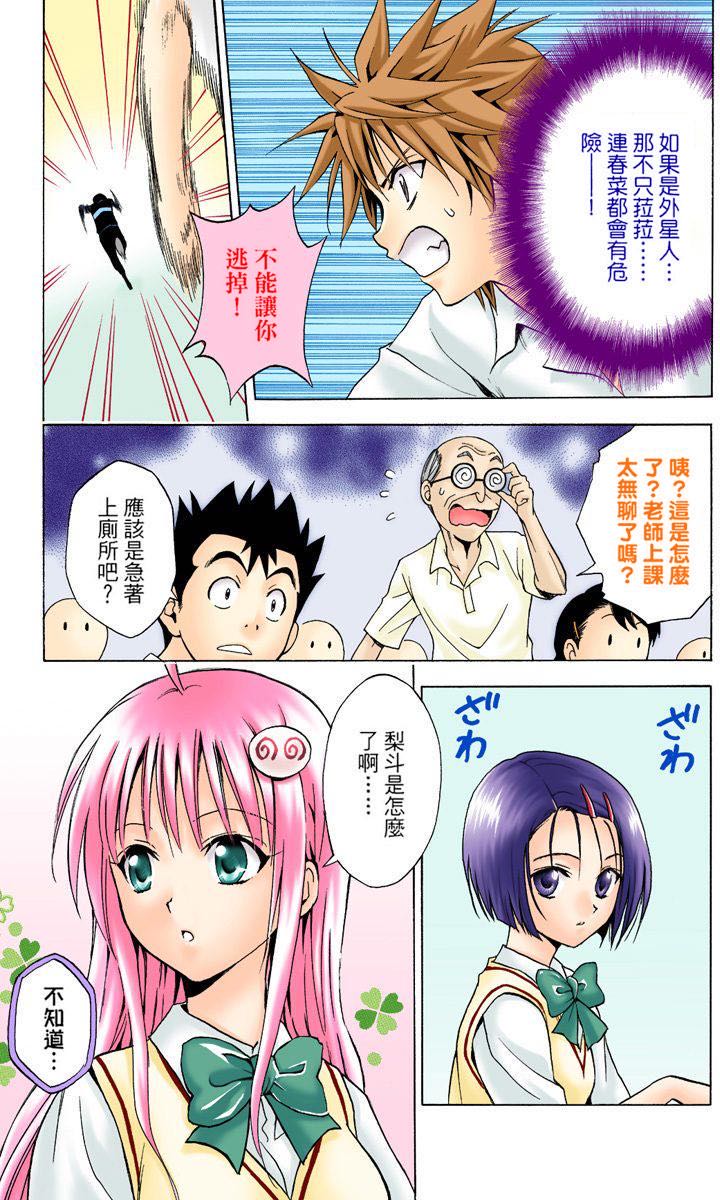 如果是外星人⋯
那不只菈菈⋯⋯
連春菜都會有危
險——！
不能讓你
逃掉！
咦？這是怎麼
了？老師上課
太無聊了嗎？
應該是急著
上廁所吧？
ざわ
ざわ
梨斗是怎麼
了啊⋯⋯
不知道⋯